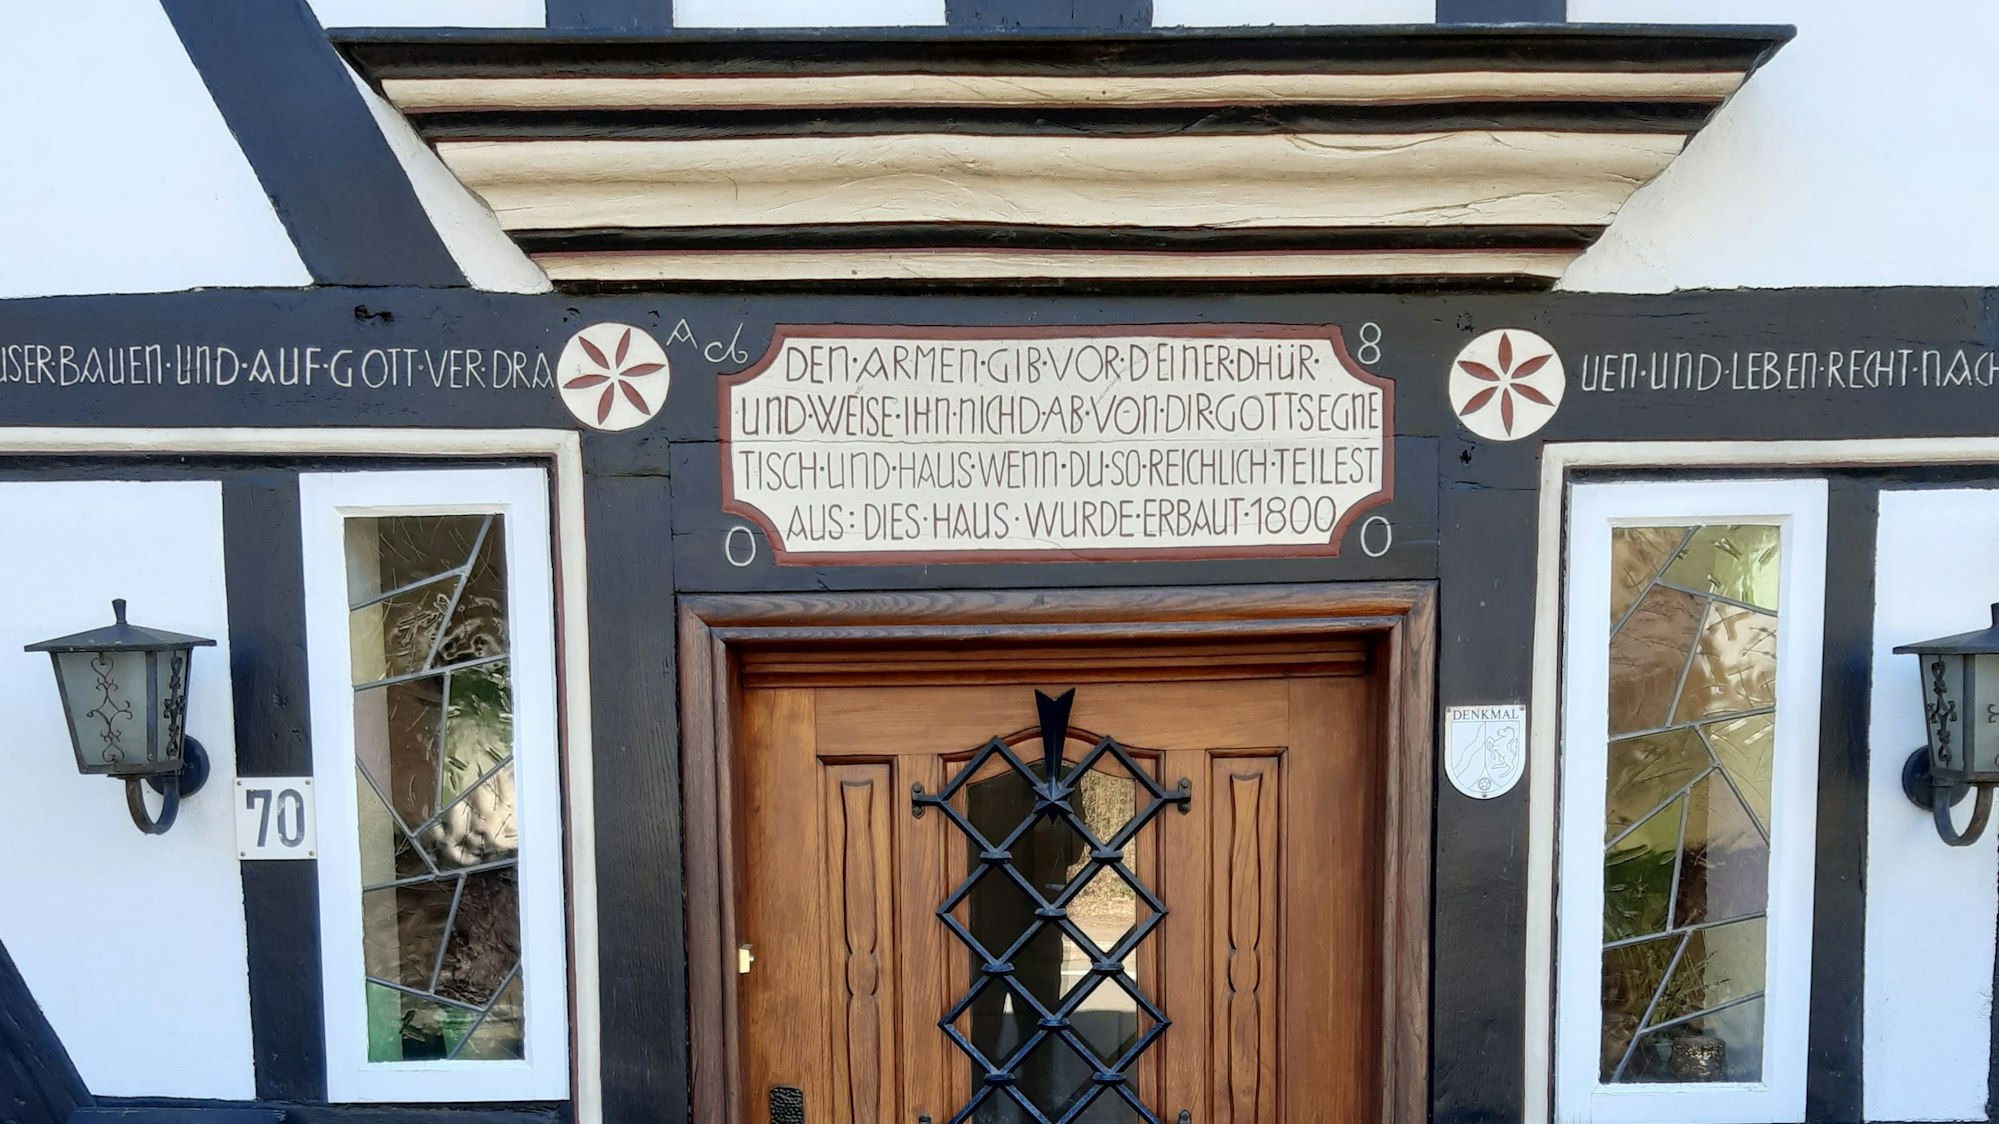 USER·BAUEN·UND·AUF·GOTT·VER·DRA
Ad 8
DEN·ARMEN·GIB·VOR·DEINER·DHÜR·
UND·WEISE·IHN·NICHD·AB·VON·DIR·GOTT·SEGNE
TISCH·UND·HAUS·WENN·DU·SO·REICHLICH·TEILEST
AUS:DIES·HAUS·WURDE·ERBAUT·1800
0 0
UEN·UND·LEBEN·RECHT·NACH
70
DENKMAL